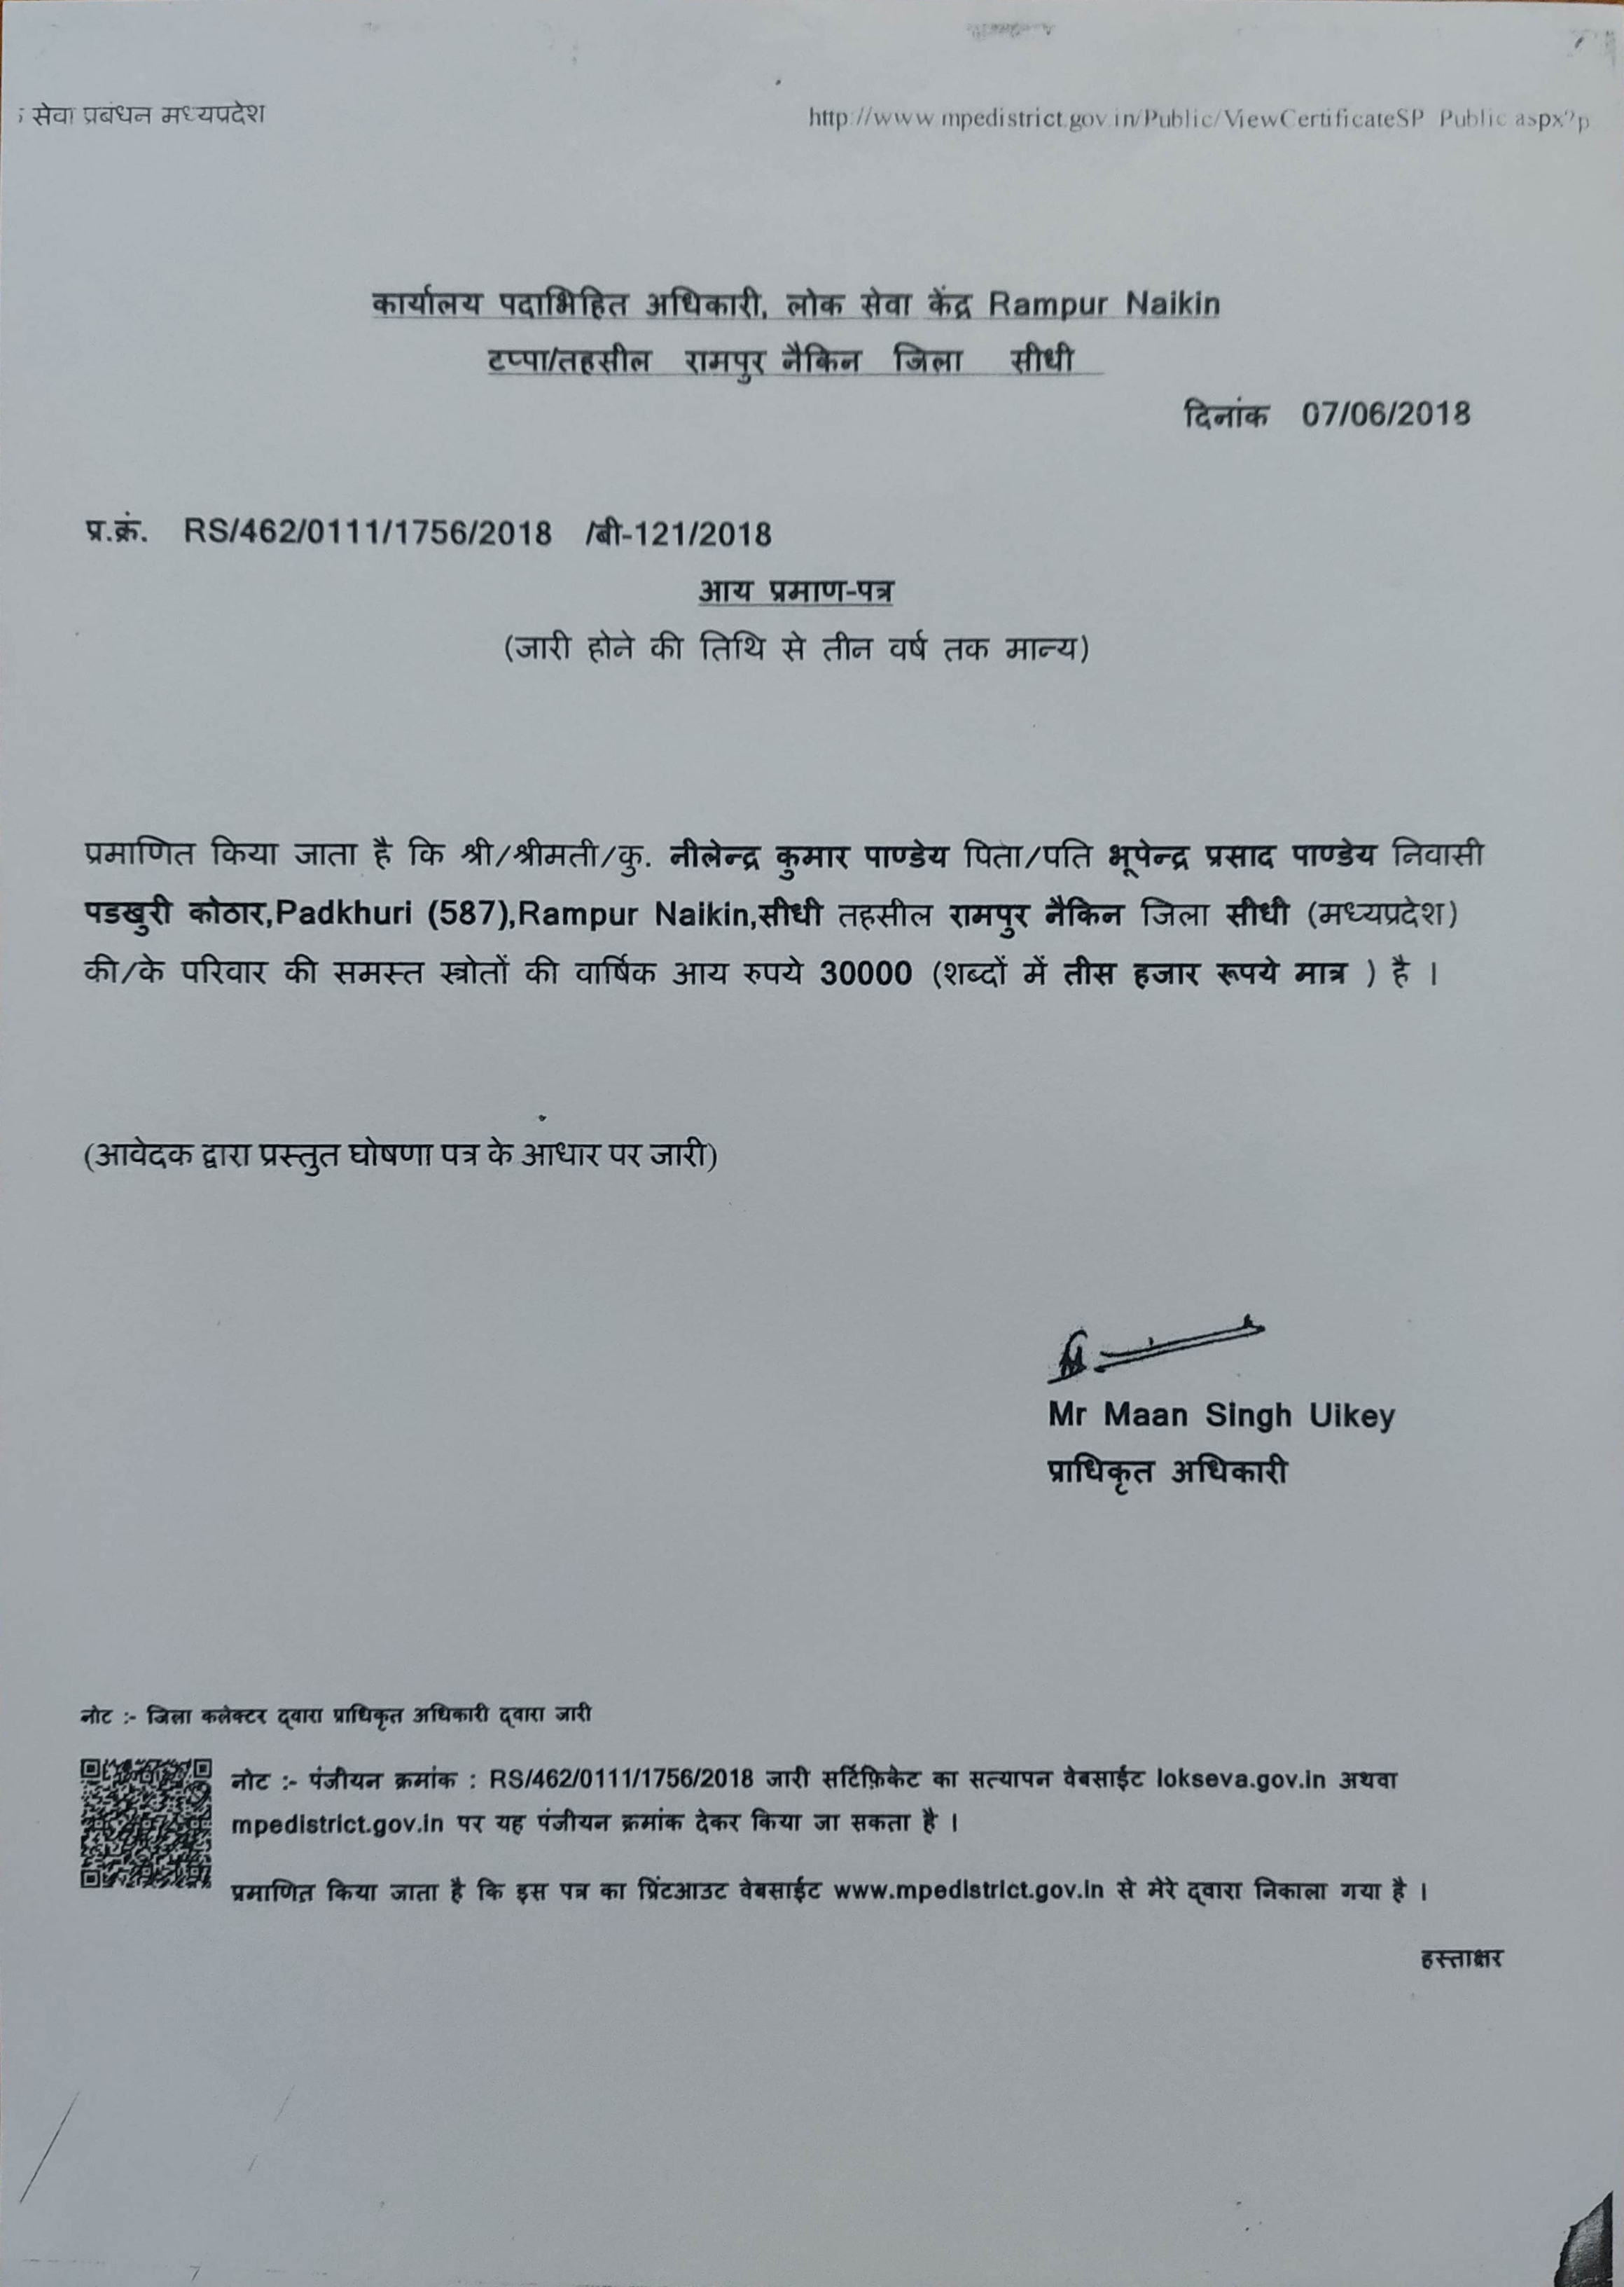 सेवा प्रबंधन मध्यप्रदेश
http://www.mpedistrict.gov.in/Public/ViewCertificateSP_Public.aspx?p
कार्यालय पदाभिहित अधिकारी, लोक सेवा केंद्र Rampur Naikin
टप्पा/तहसील रामपुर नैकिन जिला सीधी
दिनांक 07/06/2018
प्र.क्रं. RS/462/0111/1756/2018 /बी-121/2018
आय प्रमाण-पत्र
(जारी होने की तिथि से तीन वर्ष तक मान्य)
प्रमाणित किया जाता है कि श्री/श्रीमती/कु. नीलेन्द्र कुमार पाण्डेय पिता/पति भूपेन्द्र प्रसाद पाण्डेय निवासी
पडखुरी कोठार,Padkhuri (587),Rampur Naikin,सीधी तहसील रामपुर नैकिन जिला सीधी (मध्यप्रदेश)
की/के परिवार की समस्त स्त्रोतों की वार्षिक आय रुपये 30000 (शब्दों में तीस हजार रूपये मात्र ) है ।
(आवेदक द्वारा प्रस्तुत घोषणा पत्र के आधार पर जारी)
Mr Maan Singh Uikey
प्राधिकृत अधिकारी
नोट :- जिला कलेक्टर द्वारा प्राधिकृत अधिकारी द्वारा जारी
नोट :- पंजीयन क्रमांक : RS/462/0111/1756/2018 जारी सर्टिफ़िकेट का सत्यापन वेबसाईट lokseva.gov.in अथवा
mpedistrict.gov.in पर यह पंजीयन क्रमांक देकर किया जा सकता है ।
प्रमाणित किया जाता है कि इस पत्र का प्रिंटआउट वेबसाईट www.mpedistrict.gov.in से मेरे द्वारा निकाला गया है ।
हस्ताक्षर